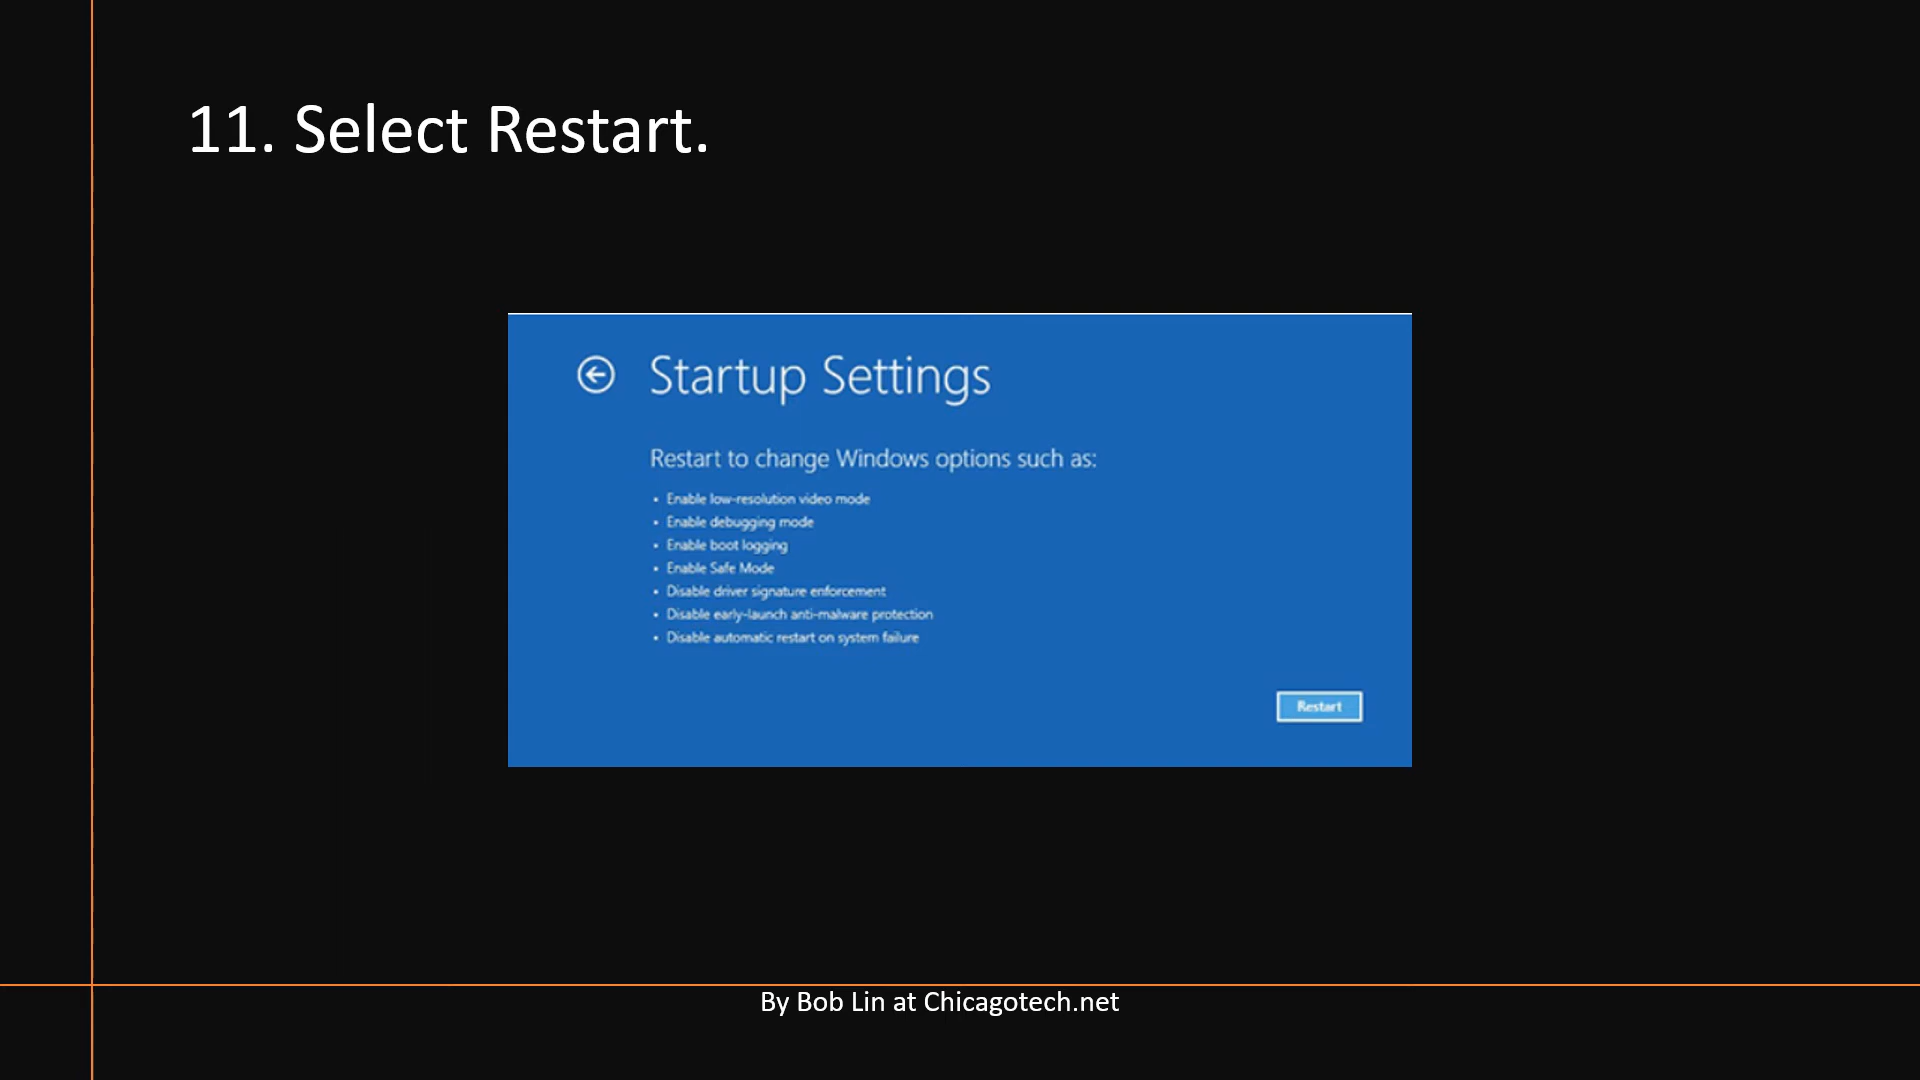 11. Select Restart.
Startup Settings
Restart to change Windows options such as:
• Enable low-resolution video mode
• Enable debugging mode
• Enable boot logging
• Enable Safe Mode
• Disable driver signature enforcement
• Disable early-launch anti-malware protection
• Disable automatic restart on system failure
Restart
By Bob Lin at Chicagotech.net